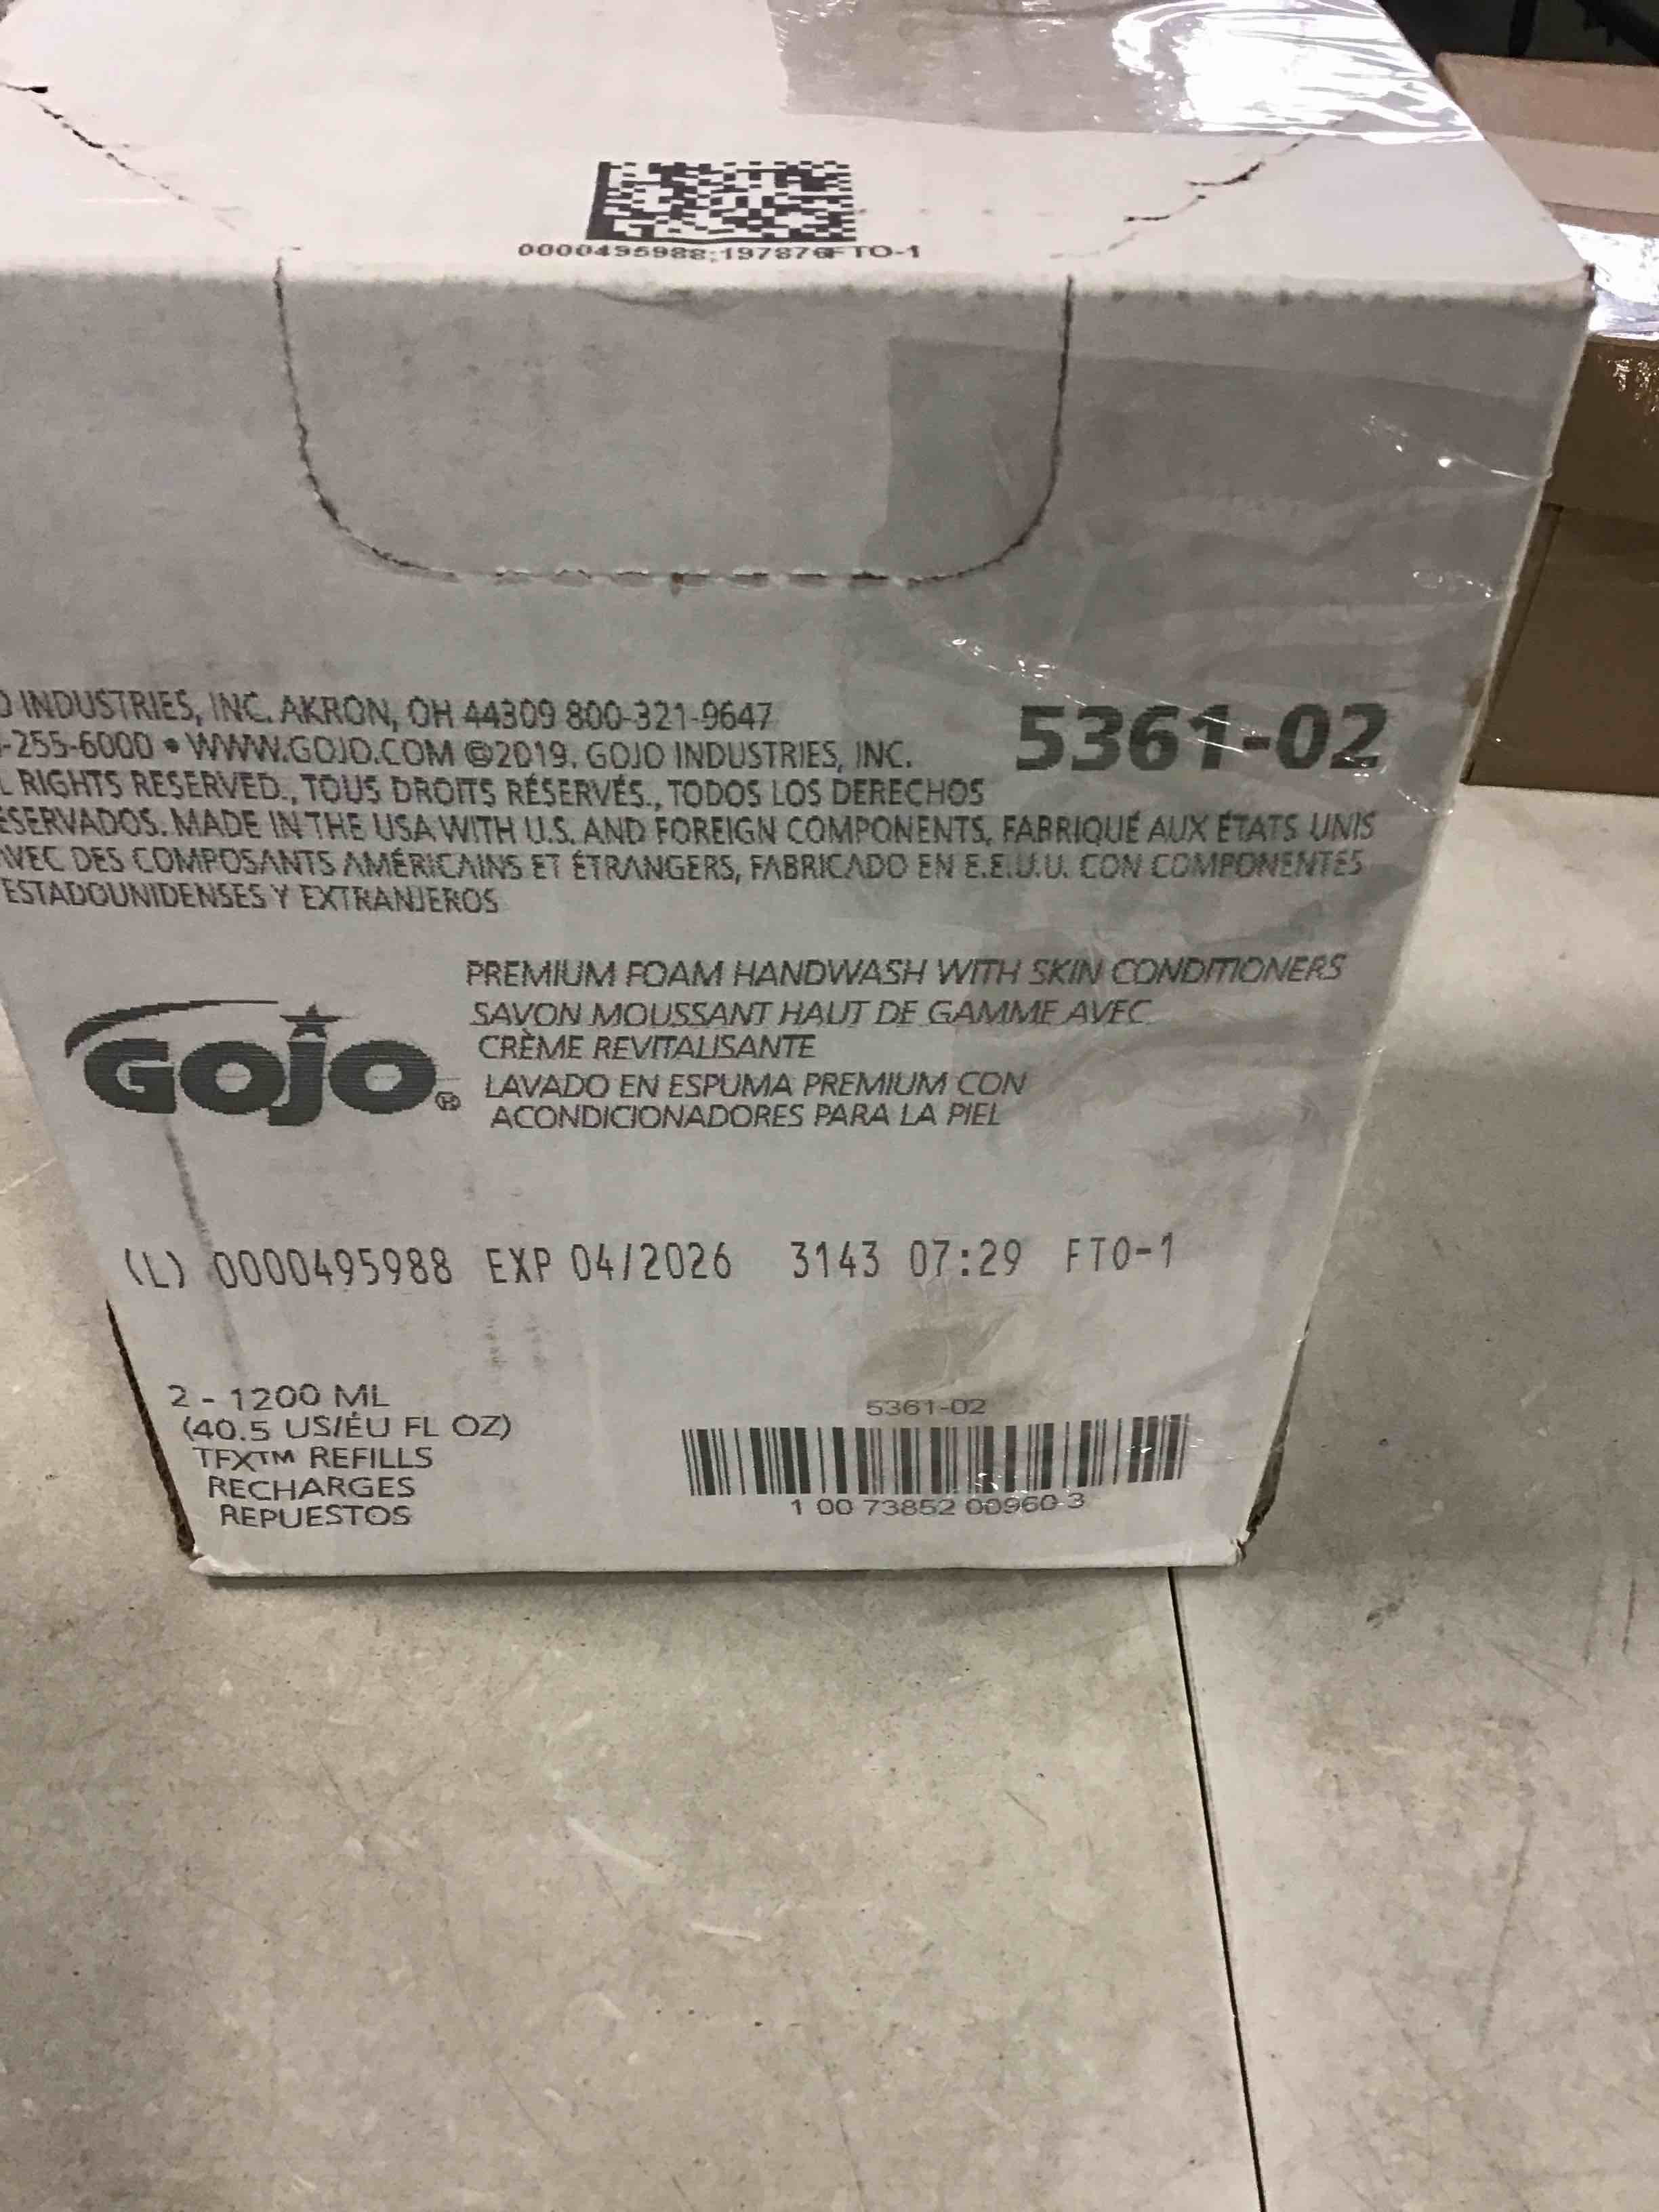 0000495988;197876FTO-1
INDUSTRIES, INC. AKRON, OH 44309 800-321-9647
-255-6000 • WWW.GOJO.COM ©2019. GOJO INDUSTRIES, INC.
5361-02
L RIGHTS RESERVED., TOUS DROITS RÉSERVÉS., TODOS LOS DERECHOS
ESERVADOS. MADE IN THE USA WITH U.S. AND FOREIGN COMPONENTS, FABRIQUÉ AUX ÉTATS UNIS
AVEC DES COMPOSANTS AMÉRICAINS ET ÉTRANGERS, FABRICADO EN E.E.U.U. CON COMPONENTES
ESTADOUNIDENSES Y EXTRANJEROS
GOJO®
PREMIUM FOAM HANDWASH WITH SKIN CONDITIONERS
SAVON MOUSSANT HAUT DE GAMME AVEC
CRÈME REVITALISANTE
LAVADO EN ESPUMA PREMIUM CON
ACONDICIONADORES PARA LA PIEL
(L) 0000495988 EXP 04/2026 3143 07:29 FTO-1
2 - 1200 ML
(40.5 US/ÉU FL OZ)
TFX™ REFILLS
RECHARGES
REPUESTOS
5361-02
1 00 73852 00960 3